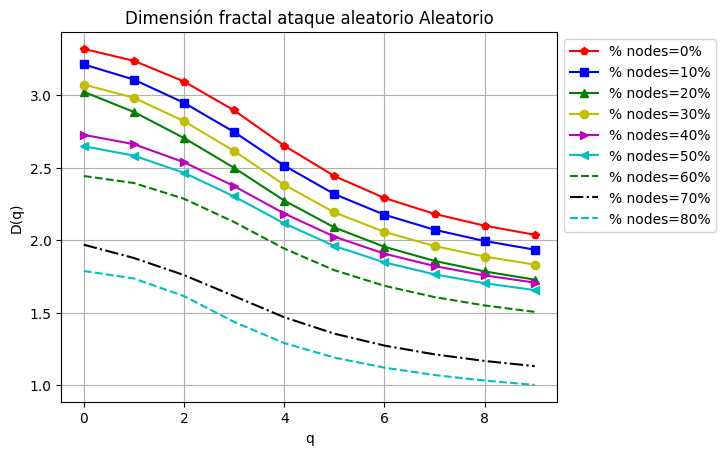 Dimensión fractal ataque aleatorio Aleatorio
D(q)
3.0
2.5
2.0
1.5
1.0
0 2 4 6 8
q
% nodes=0%
% nodes=10%
% nodes=20%
% nodes=30%
% nodes=40%
% nodes=50%
% nodes=60%
% nodes=70%
% nodes=80%